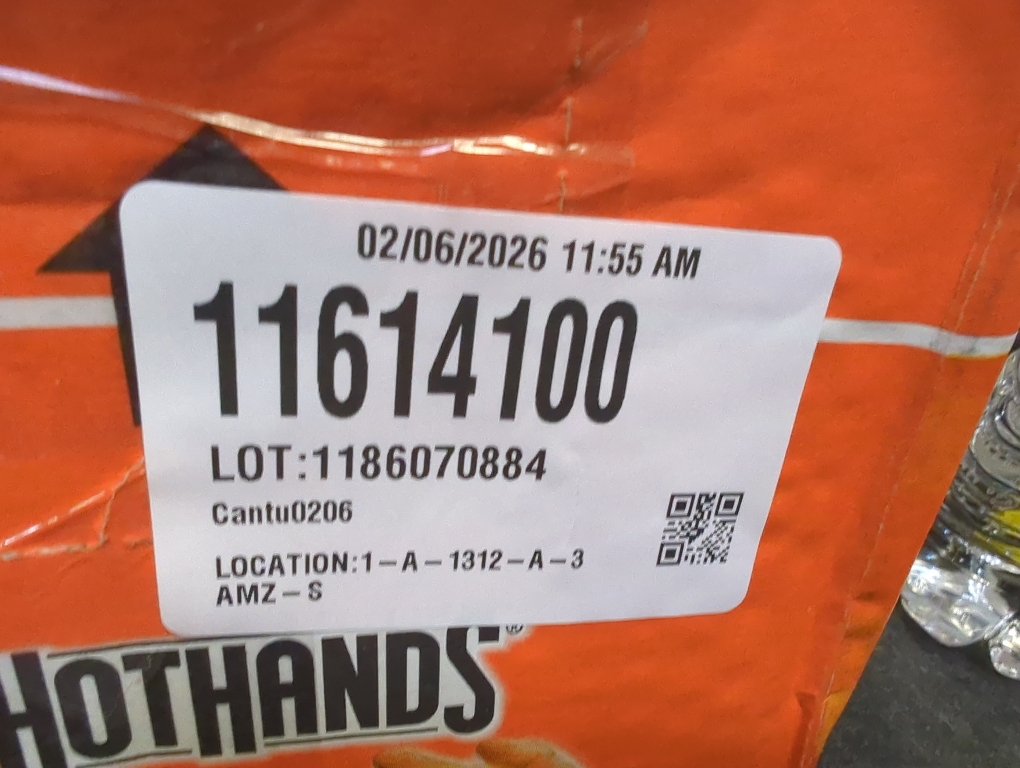 02/06/2026 11:55 AM
11614100
LOT:1186070884
Cantu0206
LOCATION:1-A-1312-A-3
AMZ-S
HOTHANDS®